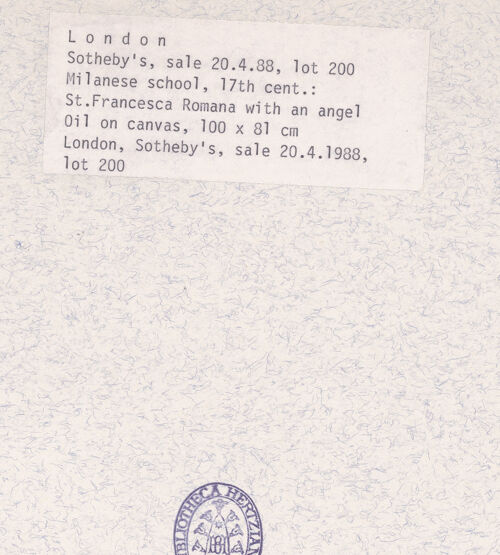 L o n d o n
Sotheby's, sale 20.4.88, lot 200
Milanese school, 17th cent.:
St.Francesca Romana with an angel
Oil on canvas, 100 x 81 cm
London, Sotheby's, sale 20.4.1988,
lot 200
BIBLIOTHECA HERTZIAN